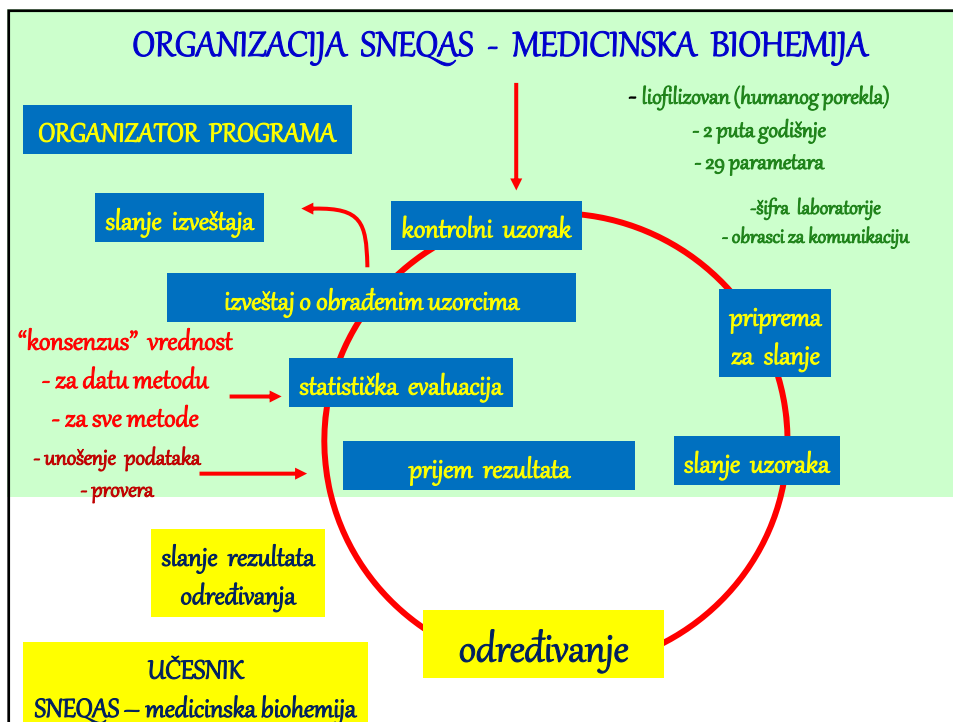 ORGANIZACIJA SNEQAS - MEDICINSKA BIOHEMIJA
- liofilizovan (humanog porekla)
- 2 puta godišnje
- 29 parametara
ORGANIZATOR PROGRAMA
-šifra laboratorije
- obrasci za komunikaciju
slanje izveštaja
kontrolni uzorak
izveštaj o obrađenim uzorcima
priprema
za slanje
“konsenzus” vrednost
- za datu metodu
- za sve metode
statistička evaluacija
- unošenje podataka
- provera
prijem rezultata
slanje uzoraka
slanje rezultata
određivanja
određivanje
UČESNIK
SNEQAS – medicinska biohemija